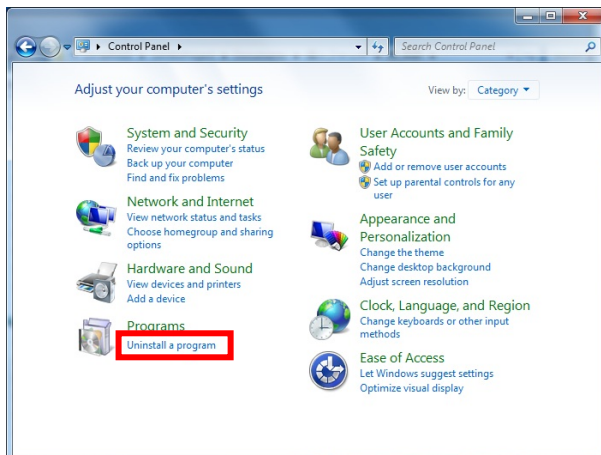 Control Panel
Search Control Panel
Adjust your computer's settings
View by: Category
System and Security
Review your computer's status
Back up your computer
Find and fix problems
Network and Internet
View network status and tasks
Choose homegroup and sharing
options
Hardware and Sound
View devices and printers
Add a device
Programs
Uninstall a program
User Accounts and Family
Safety
Add or remove user accounts
Set up parental controls for any
user
Appearance and
Personalization
Change the theme
Change desktop background
Adjust screen resolution
Clock, Language, and Region
Change keyboards or other input
methods
Ease of Access
Let Windows suggest settings
Optimize visual display